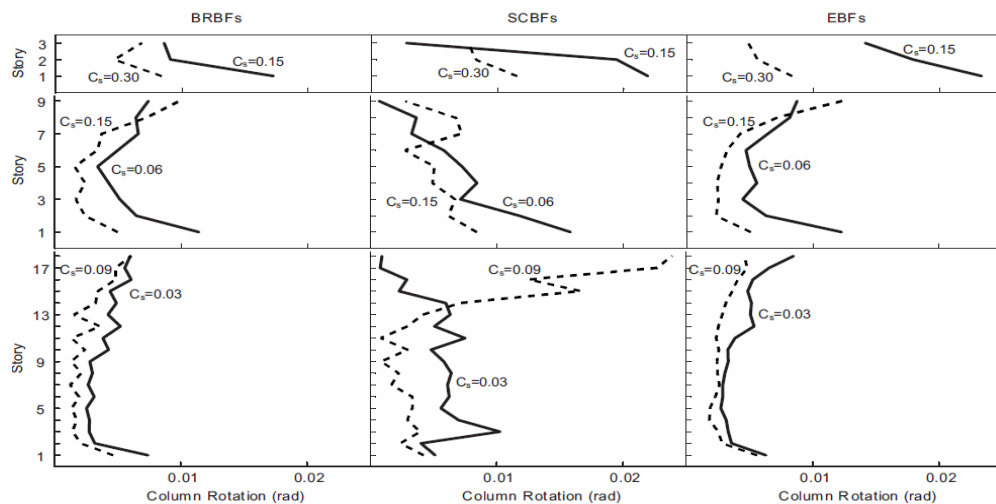 BRBFs SCBFs EBFs
Story
3
2
1
Cs=0.15
Cs=0.30
Cs=0.15
Cs=0.30
Cs=0.15
Cs=0.30
Story
9
7
5
3
1
Cs=0.15
Cs=0.06
Cs=0.15
Cs=0.06
Cs=0.15
Cs=0.06
Story
17
13
9
5
1
Cs=0.09
Cs=0.03
Cs=0.09
Cs=0.03
Cs=0.09
Cs=0.03
0.01 0.02 0.01 0.02 0.01 0.02
Column Rotation (rad) Column Rotation (rad) Column Rotation (rad)